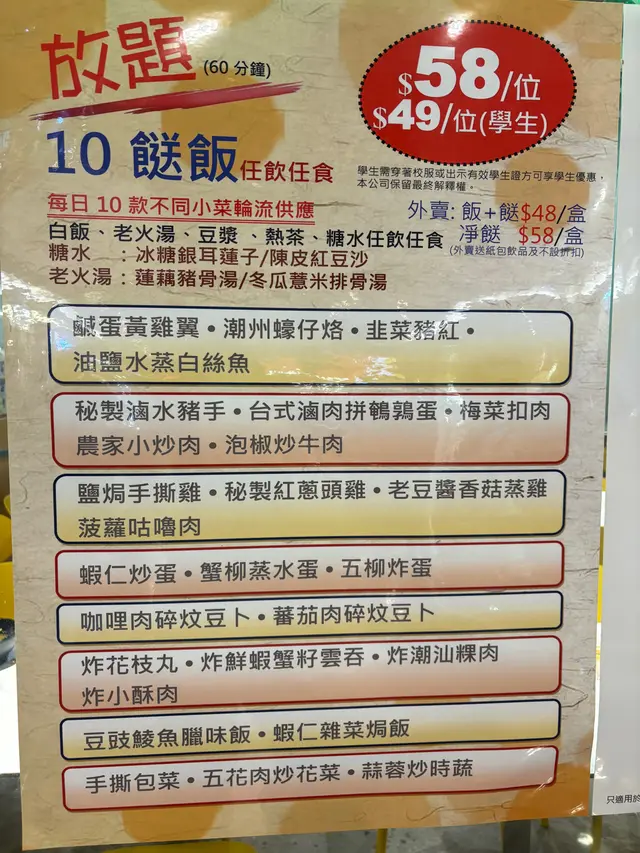 放題 (60 分鐘)
$58/位
$49/位(學生)
10 餸飯任飲任食
學生需穿著校服或出示有效學生證方可享學生優惠，
本公司保留最終解釋權。
每日 10 款不同小菜輪流供應
外賣: 飯+餸$48/盒
淨餸 $58/盒
(外賣送紙包飲品及不設折扣)
白飯、老火湯、豆漿 、熱茶、糖水任飲任食
糖水 ：冰糖銀耳蓮子/陳皮紅豆沙
老火湯：蓮藕豬骨湯/冬瓜薏米排骨湯
鹹蛋黃雞翼•潮州蠔仔烙•韭菜豬紅•
油鹽水蒸白絲魚
秘製滷水豬手•台式滷肉拼鵪鶉蛋•梅菜扣肉
農家小炒肉•泡椒炒牛肉
鹽焗手撕雞•秘製紅蔥頭雞•老豆醬香菇蒸雞
菠蘿咕嚕肉
蝦仁炒蛋•蟹柳蒸水蛋•五柳炸蛋
咖哩肉碎炆豆卜•蕃茄肉碎炆豆卜
炸花枝丸•炸鮮蝦蟹籽雲吞•炸潮汕粿肉
炸小酥肉
豆豉鯪魚臘味飯•蝦仁雜菜焗飯
手撕包菜•五花肉炒花菜•蒜蓉炒時蔬
只適用於